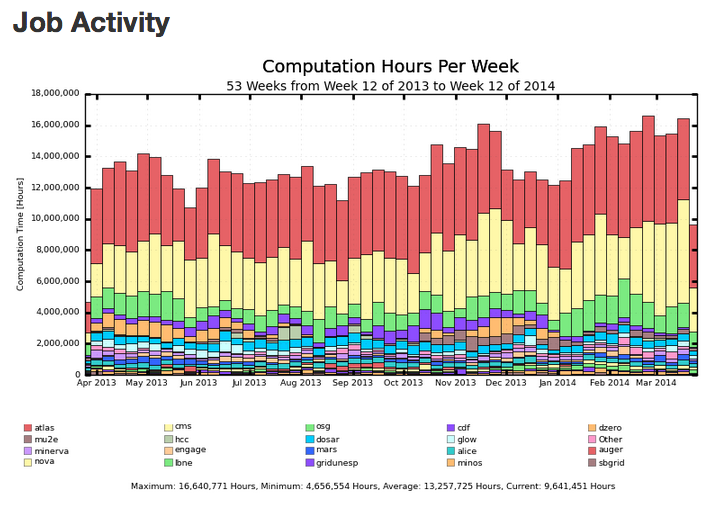 Job Activity
Computation Hours Per Week
53 Weeks from Week 12 of 2013 to Week 12 of 2014
18,000,000
16,000,000
14,000,000
12,000,000
10,000,000
8,000,000
6,000,000
4,000,000
2,000,000
0
Computation Time [Hours]
Apr 2013 May 2013 Jun 2013 Jul 2013 Aug 2013 Sep 2013 Oct 2013 Nov 2013 Dec 2013 Jan 2014 Feb 2014 Mar 2014
atlas cms osg cdf dzero
mu2e hcc dosar glow Other
minerva engage mars alice auger
nova lbne gridunesp minos sbgrid
Maximum: 16,640,771 Hours, Minimum: 4,656,554 Hours, Average: 13,257,725 Hours, Current: 9,641,451 Hours